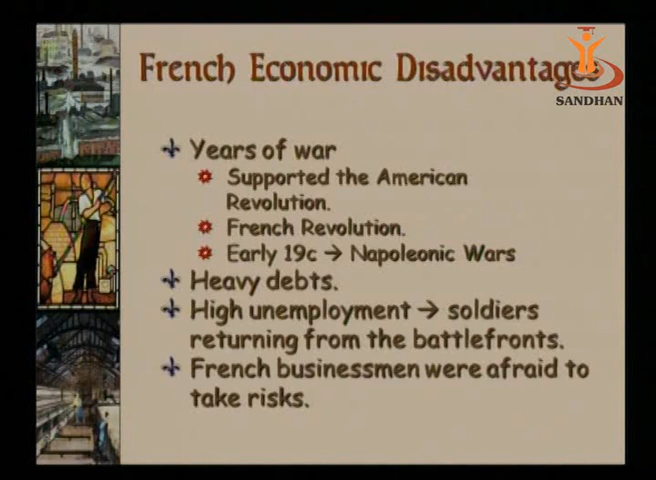 French Economic Disadvantages
SANDHAN
Years of war
Supported the American
Revolution.
French Revolution.
Early 19c → Napoleonic Wars
Heavy debts.
High unemployment → soldiers
returning from the battlefronts.
French businessmen were afraid to
take risks.